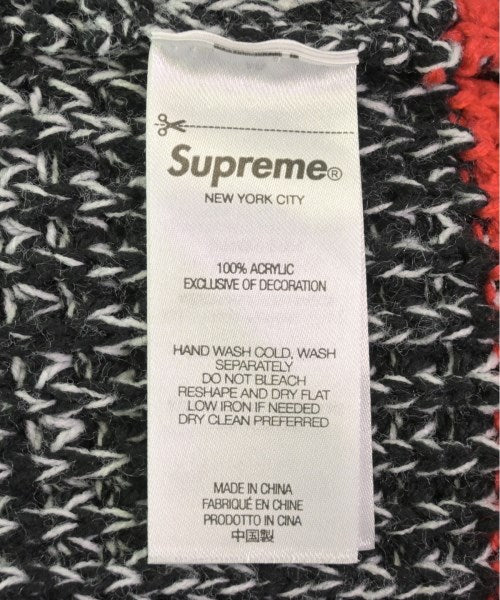 Supreme®
NEW YORK CITY
100% ACRYLIC
EXCLUSIVE OF DECORATION
HAND WASH COLD, WASH
SEPARATELY
DO NOT BLEACH
RESHAPE AND DRY FLAT
LOW IRON IF NEEDED
DRY CLEAN PREFERRED
MADE IN CHINA
FABRIQUÉ EN CHINE
PRODOTTO IN CINA
中国製